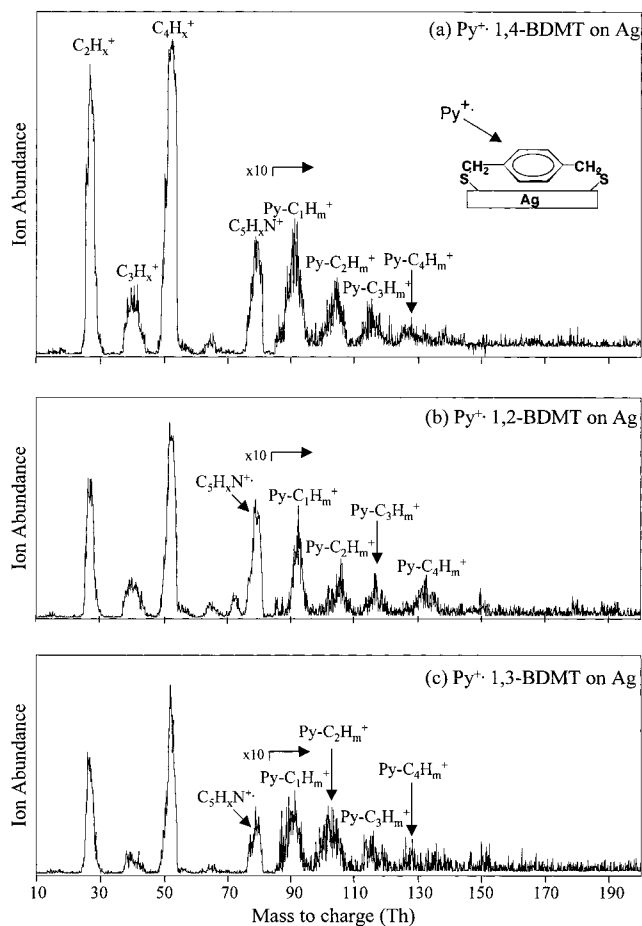 (a) Py⁺· 1,4-BDMT on Ag
C₂Hₓ⁺
C₄Hₓ⁺
Py⁺·
CH₂
CH₂
S
S
Ag
x10
C₃Hₓ⁺
C₅HₓN⁺
Py-C₁Hₘ⁺
Py-C₂Hₘ⁺
Py-C₃Hₘ⁺
Py-C₄Hₘ⁺
Ion Abundance
(b) Py⁺· 1,2-BDMT on Ag
x10
C₅HₓN⁺·
Py-C₁Hₘ⁺
Py-C₂Hₘ⁺
Py-C₃Hₘ⁺
Py-C₄Hₘ⁺
Ion Abundance
(c) Py⁺· 1,3-BDMT on Ag
x10
C₅HₓN⁺·
Py-C₁Hₘ⁺
Py-C₂Hₘ⁺
Py-C₃Hₘ⁺
Py-C₄Hₘ⁺
Ion Abundance
10 30 50 70 90 110 130 150 170 190
Mass to charge (Th)